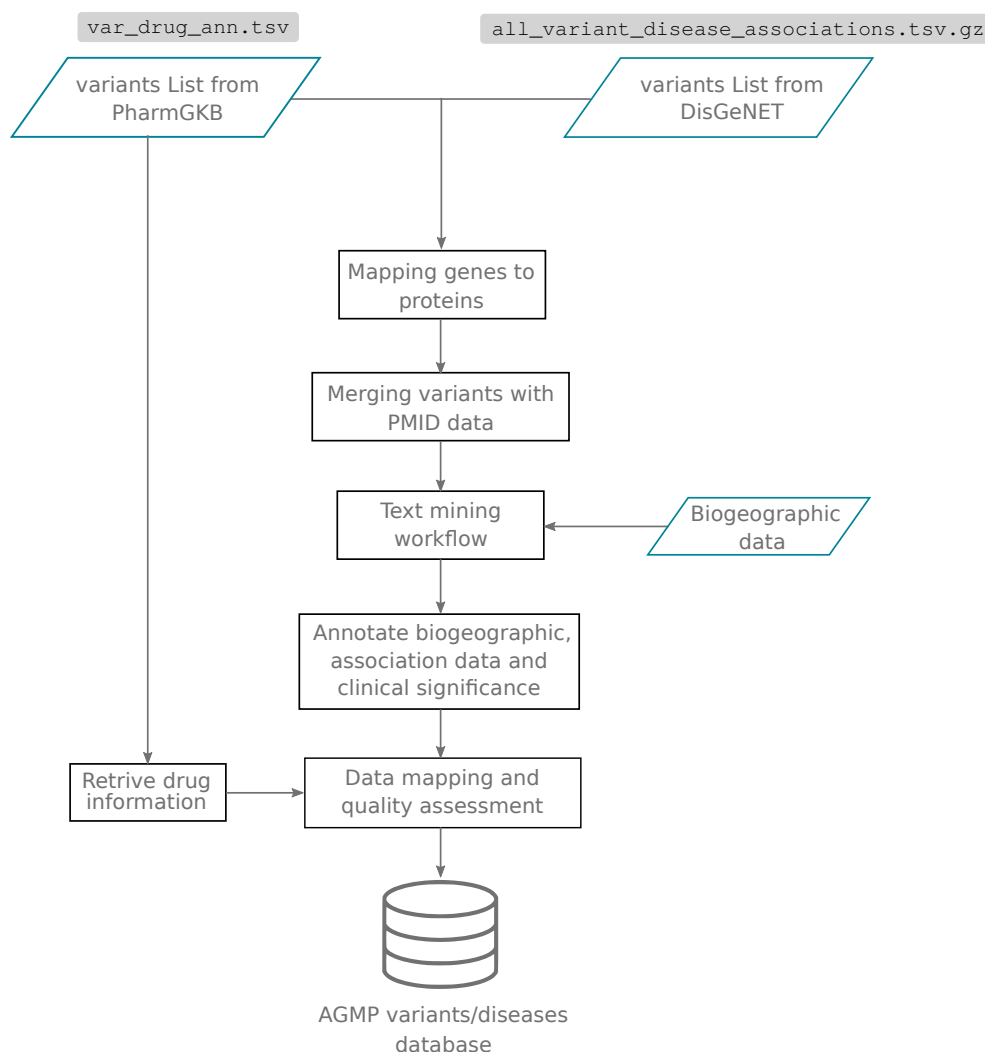 var_drug_ann.tsv
all_variant_disease_associations.tsv.gz
variants List from
PharmGKB
variants List from
DisGeNET
Mapping genes to
proteins
Merging variants with
PMID data
Text mining
workflow
Biogeographic
data
Annotate biogeographic,
association data and
clinical significance
Retrive drug
information
Data mapping and
quality assessment
AGMP variants/diseases
database